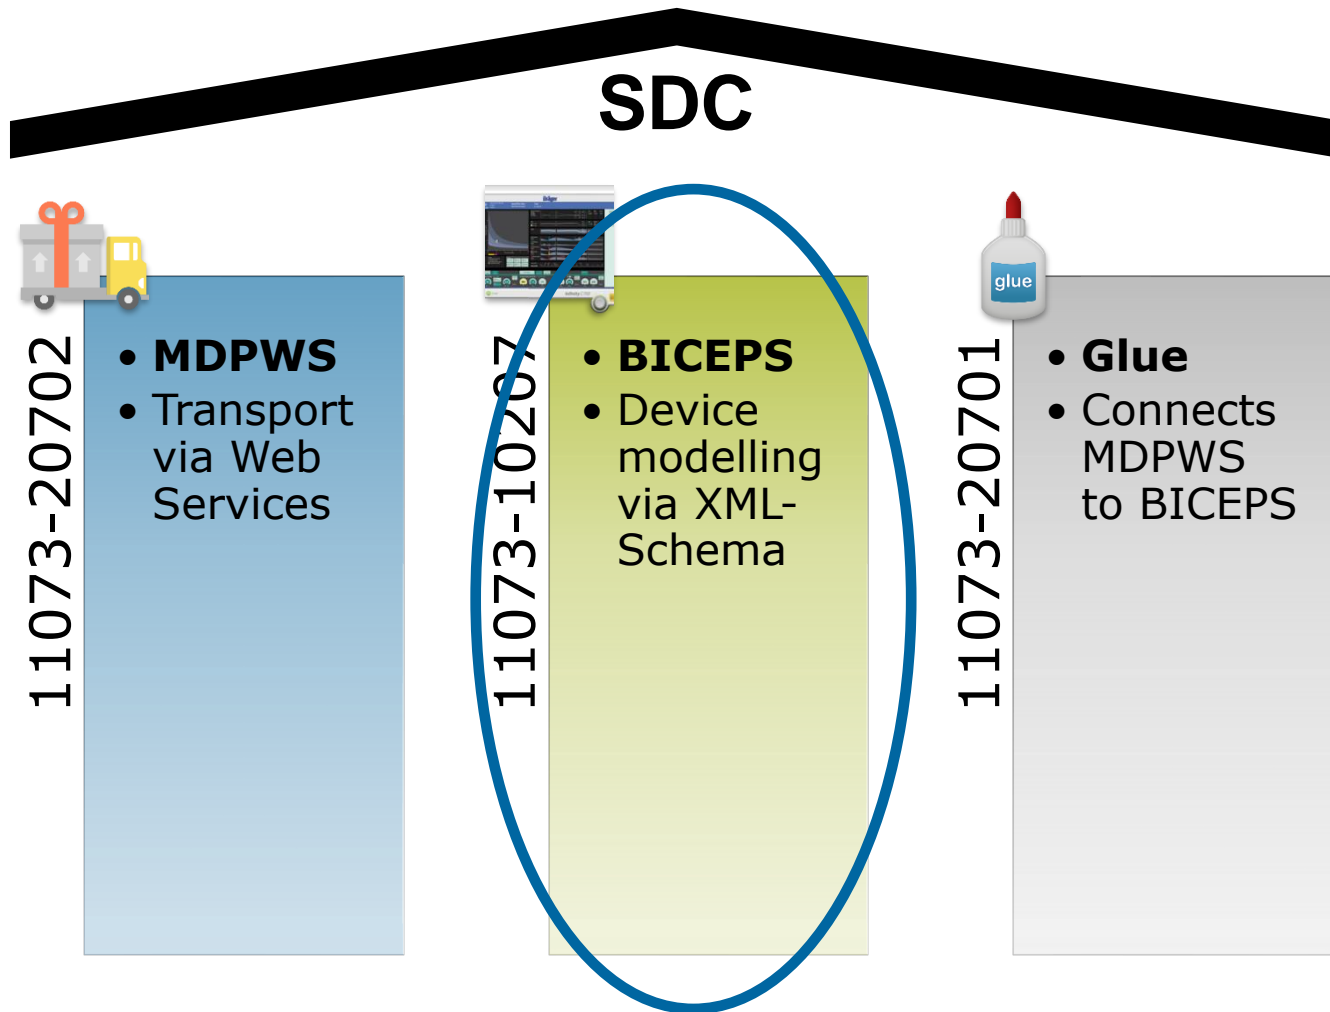 SDC
Dräger
glue
11073-20702
• MDPWS
• Transport
via Web
Services
11073-10207
• BICEPS
• Device
modelling
via XML-
Schema
11073-20701
• Glue
• Connects
MDPWS
to BICEPS